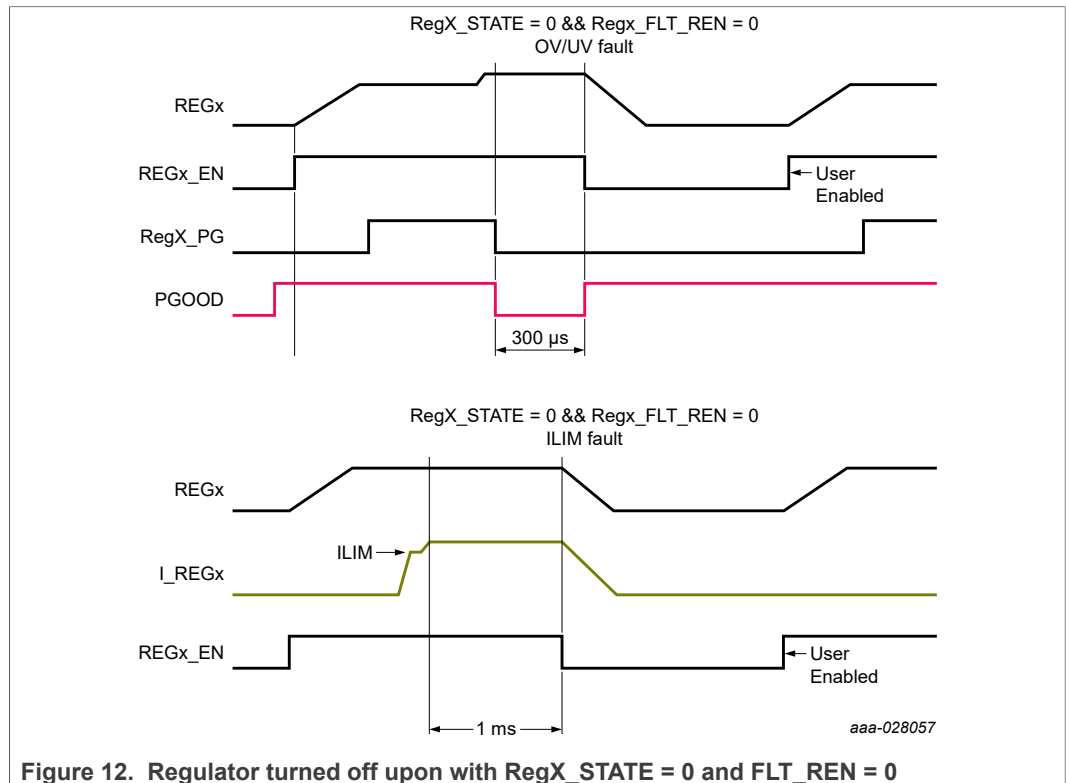 RegX_STATE = 0 && Regx_FLT_REN = 0
OV/UV fault
REGx
REGx_EN
User
Enabled
RegX_PG
PGOOD
300 µs
RegX_STATE = 0 && Regx_FLT_REN = 0
ILIM fault
REGx
ILIM
I_REGx
REGx_EN
User
Enabled
1 ms
aaa-028057
Figure 12. Regulator turned off upon with RegX_STATE = 0 and FLT_REN = 0